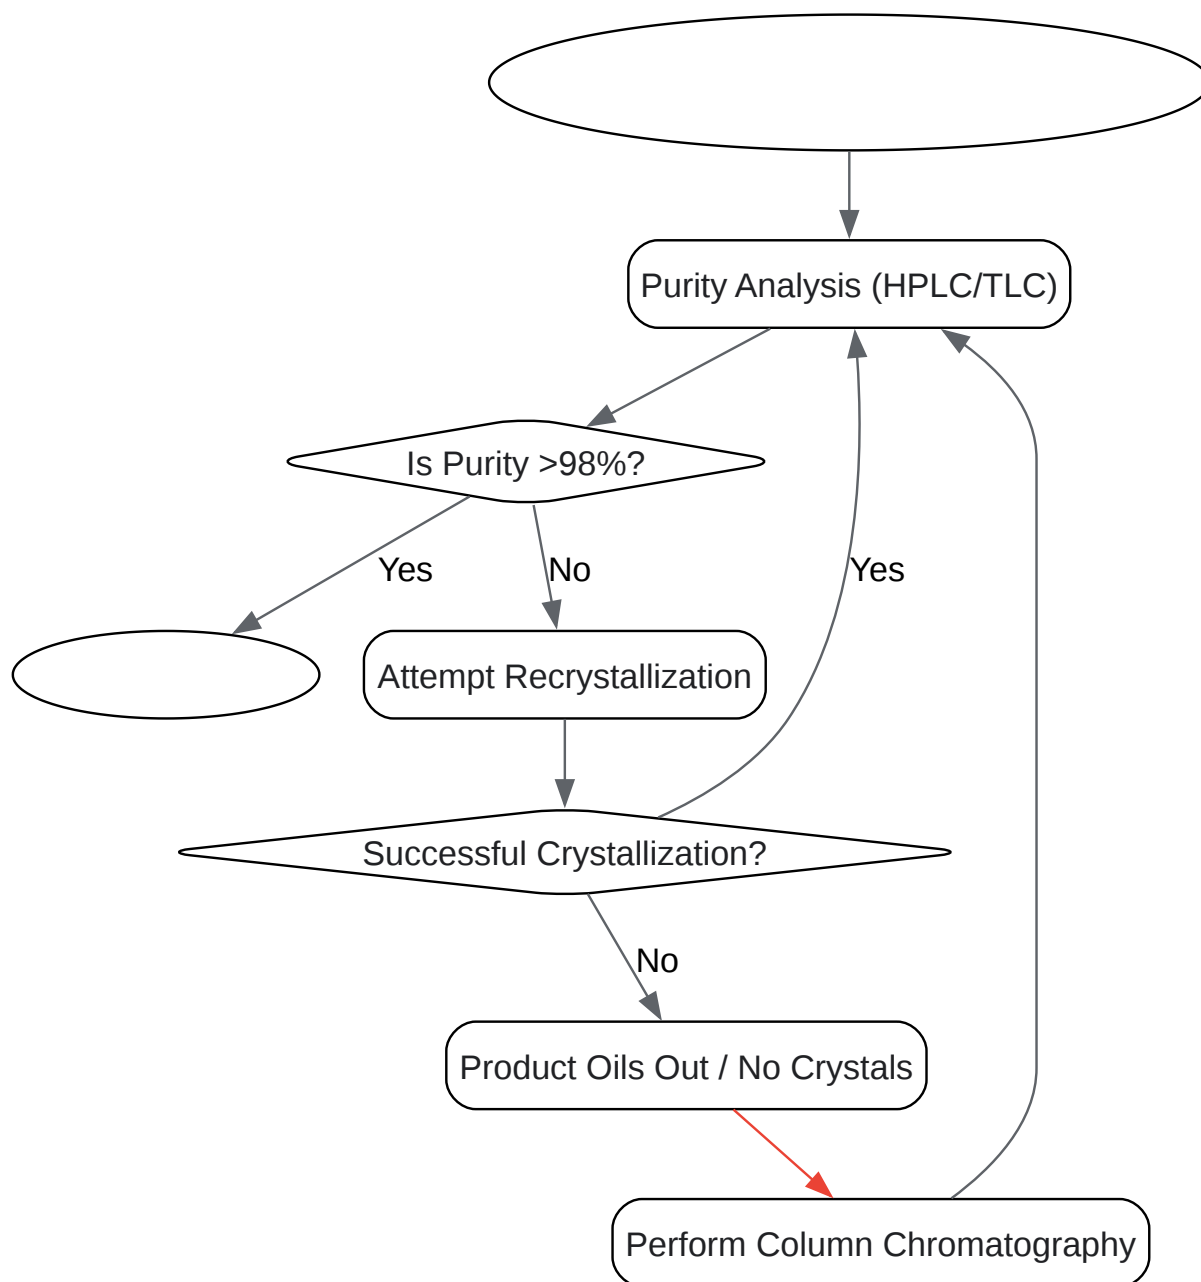 Purity Analysis (HPLC/TLC)
Is Purity >98%?
Yes
No
Yes
Attempt Recrystallization
Successful Crystallization?
No
Product Oils Out / No Crystals
Perform Column Chromatography